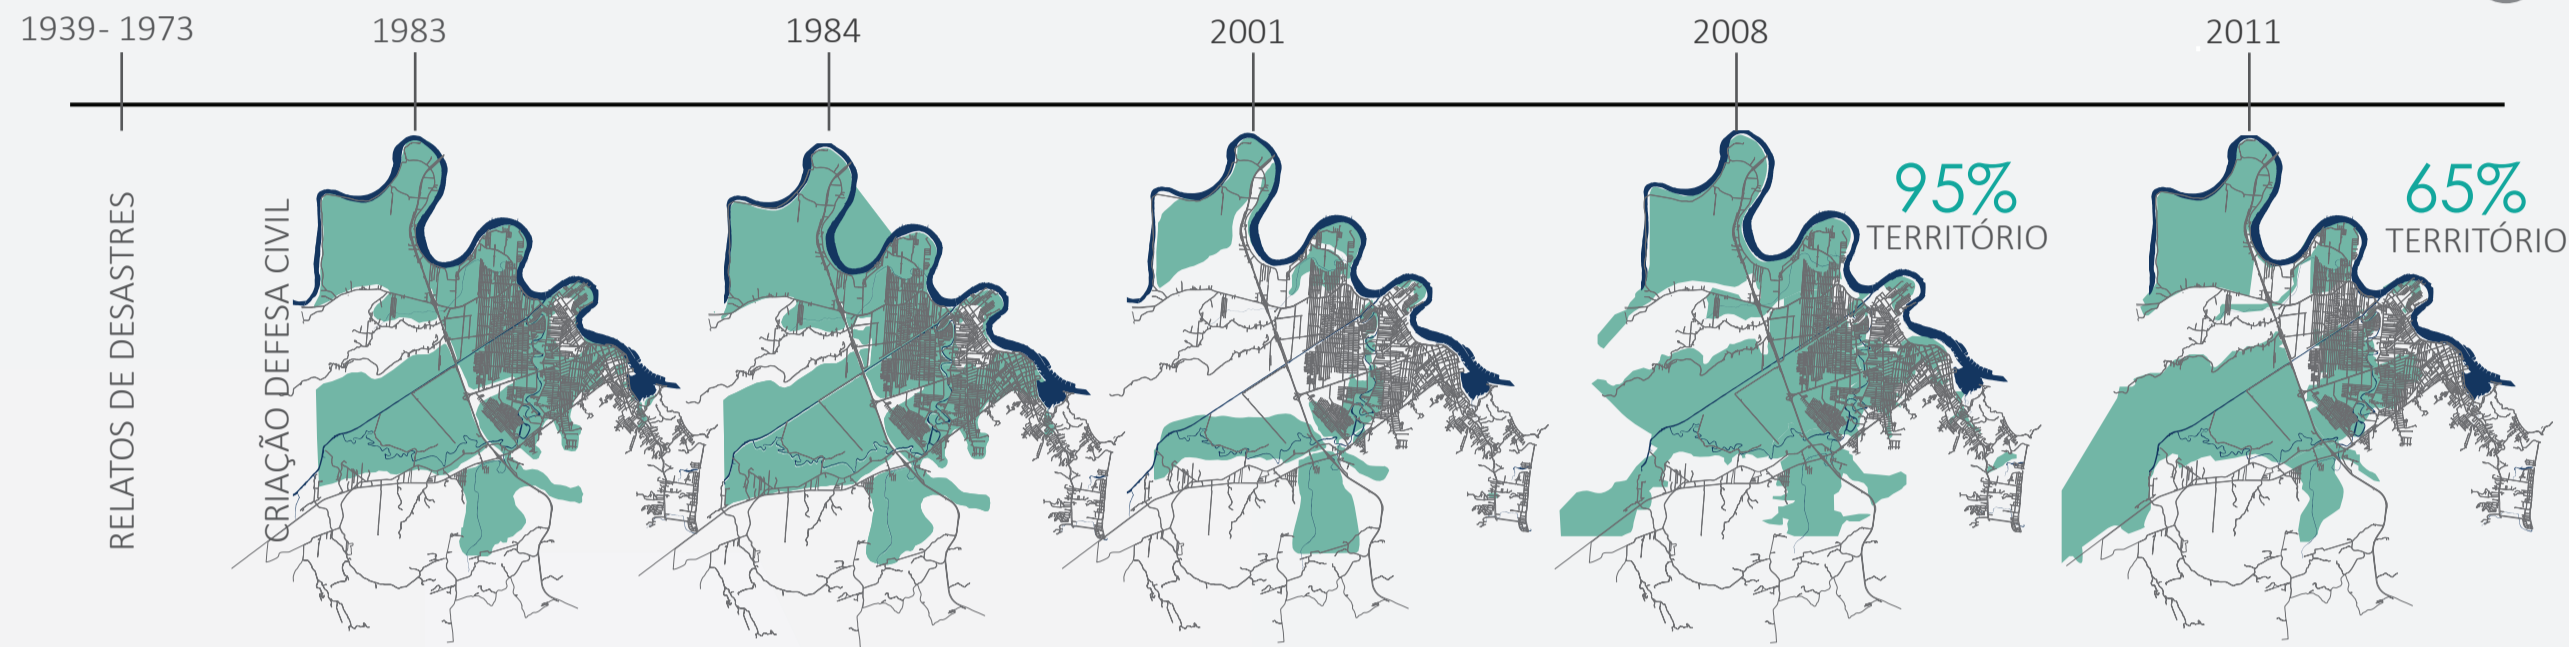 1939- 1973
1983
1984
2001
2008
2011
RELATOS DE DESASTRES
CRIAÇÃO DEFESA CIVIL
95%
TERRITÓRIO
65%
TERRITÓRIO